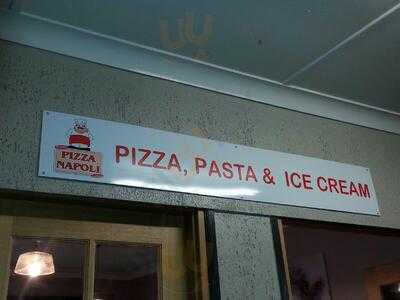 PIZZA NAPOLI
PIZZA, PASTA & ICE CREAM